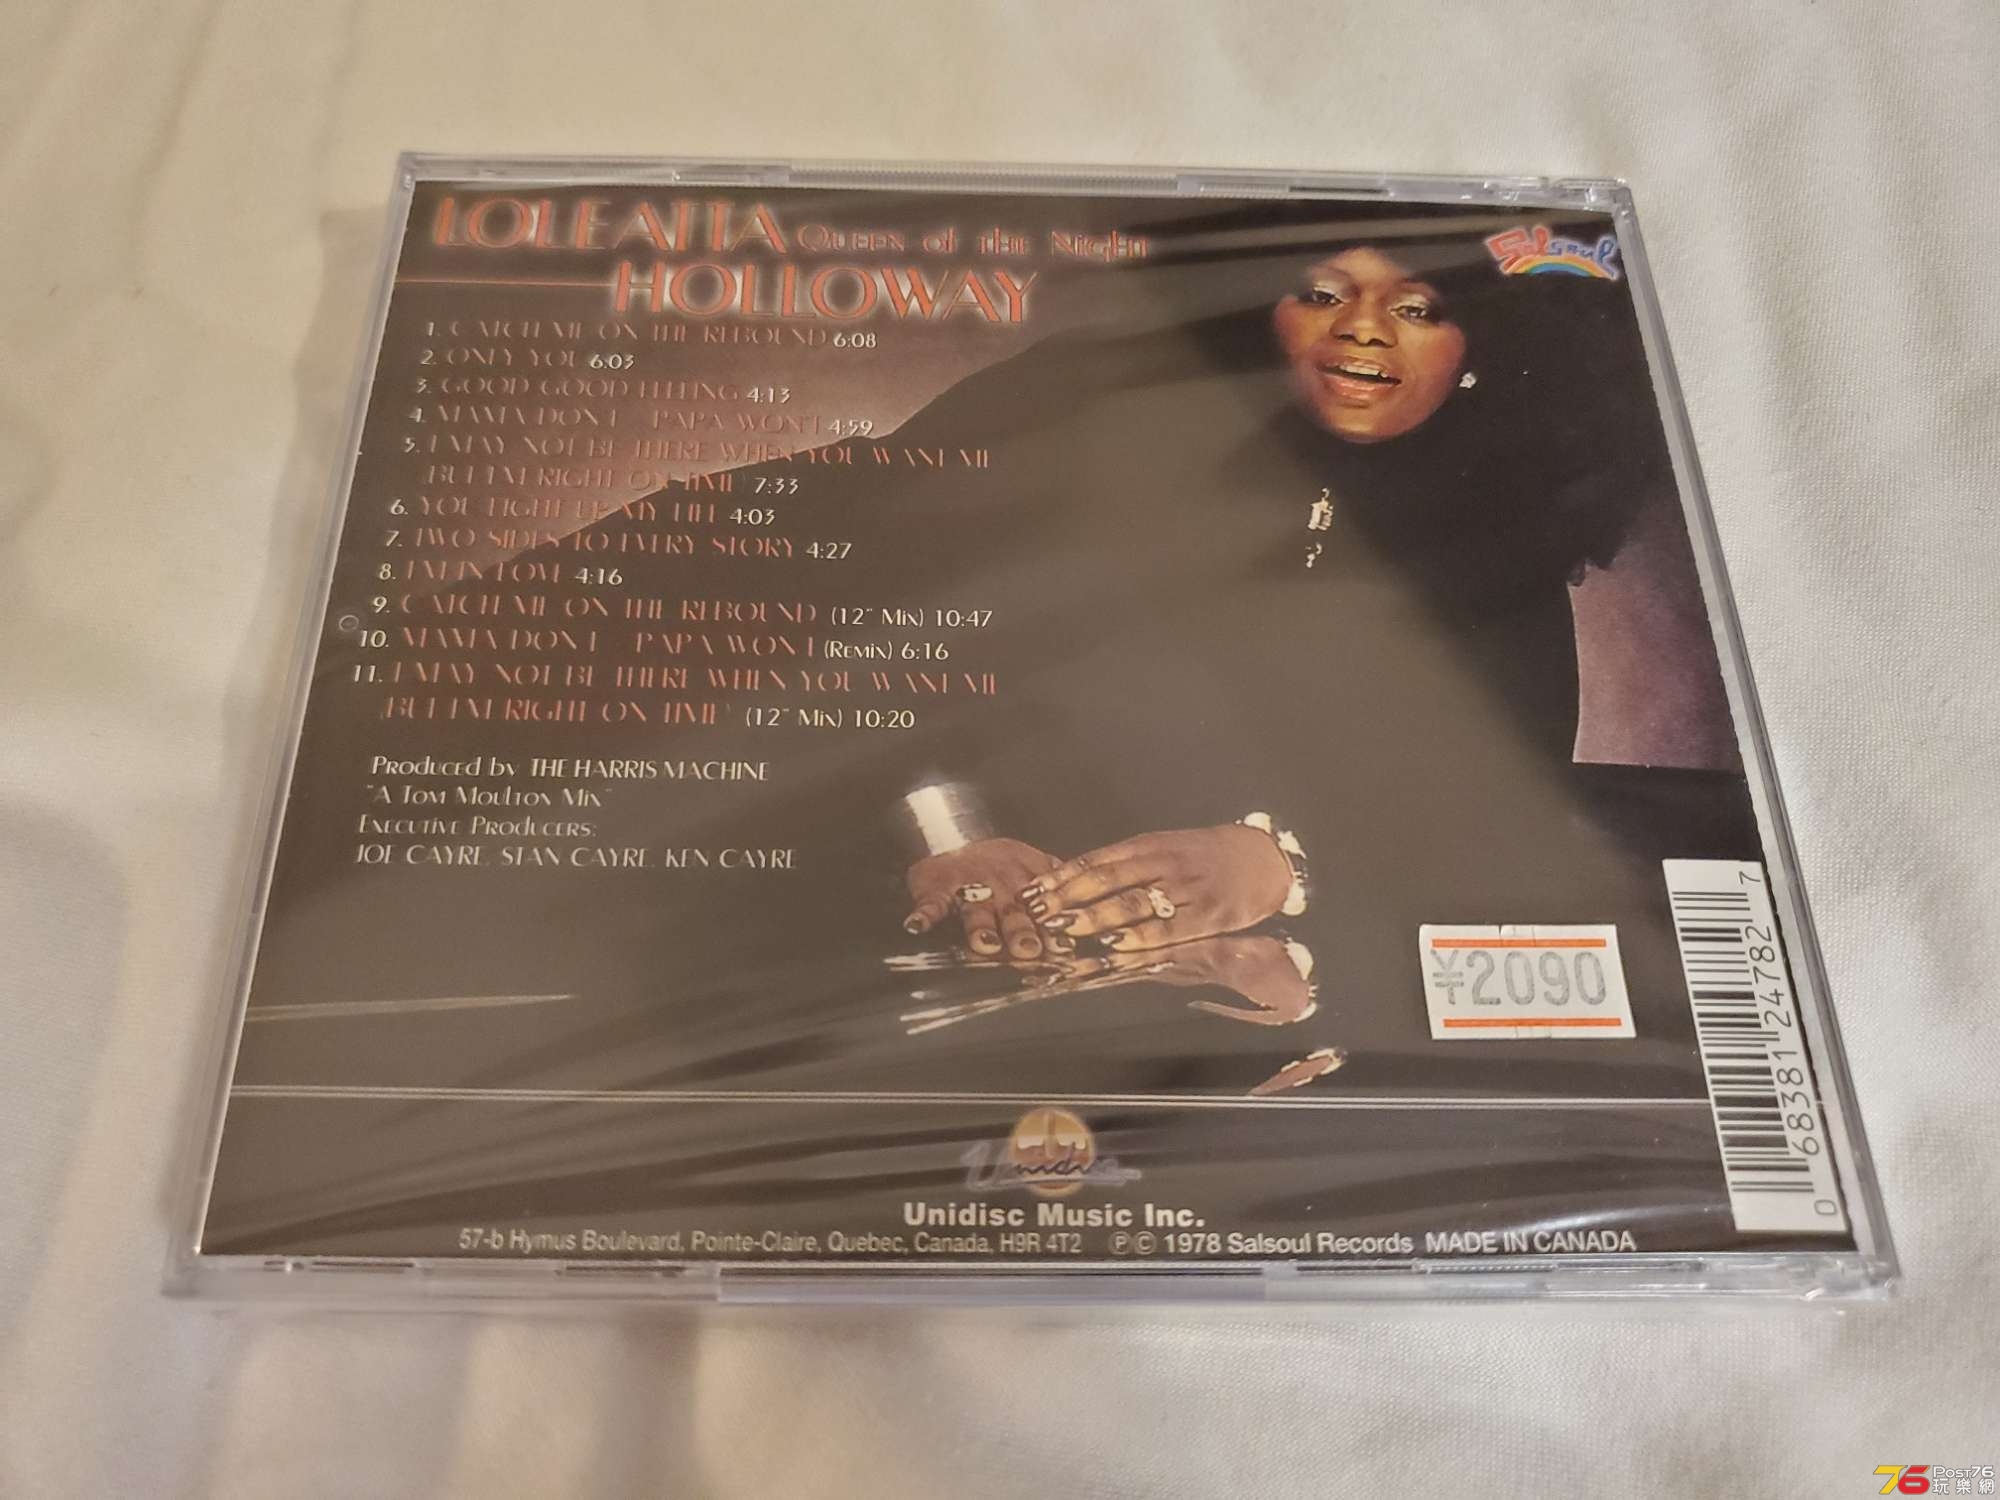 LOLEATTA Queen of the Night
HOLLOWAY
Salsoul
1. CATCH ME ON THE REBOUND 6:08
2. ONLY YOU 6:03
3. GOOD GOOD FEELING 4:13
4. MAMA DON'T PAPA WON'T 4:59
5. I MAY NOT BE THERE WHEN YOU WANT ME
(BUT I'M RIGHT ON TIME) 7:33
6. YOU LIGHT UP MY LIFE 4:03
7. TWO SIDES TO EVERY STORY 4:27
8. I'M IN LOVE 4:16
9. CATCH ME ON THE REBOUND (12" Mix) 10:47
10. MAMA DON'T PAPA WON'T (Remix) 6:16
11. I MAY NOT BE THERE WHEN YOU WANT ME
(BUT I'M RIGHT ON TIME) (12" Mix) 10:20
Produced by THE HARRIS MACHINE
"A Tom Moulton Mix"
Executive Producers:
JOE CAYRE, STAN CAYRE, KEN CAYRE
¥2090
0 68381 24782 7
Unidisc
Unidisc Music Inc.
57-b Hymus Boulevard, Pointe-Claire, Quebec, Canada, H9R 4T2 ℗© 1978 Salsoul Records MADE IN CANADA
76 Post76
玩樂網